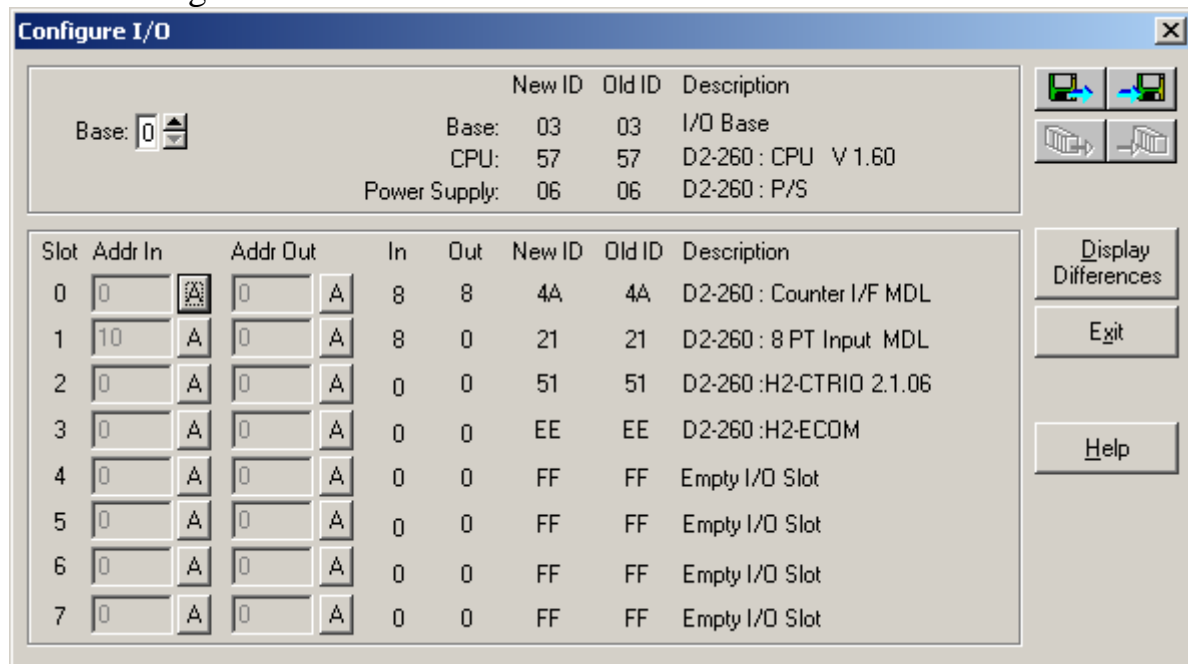 Configure I/O
New ID Old ID Description
Base: 0 Base: 03 03 I/O Base
CPU: 57 57 D2-260 : CPU V 1.60
Power Supply: 06 06 D2-260 : P/S
Slot Addr In Addr Out In Out New ID Old ID Description
0 0 A 0 A 8 8 4A 4A D2-260 : Counter I/F MDL
1 10 A 0 A 8 0 21 21 D2-260 : 8 PT Input MDL
2 0 A 0 A 0 0 51 51 D2-260 :H2-CTRIO 2.1.06
3 0 A 0 A 0 0 EE EE D2-260 :H2-ECOM
4 0 A 0 A 0 0 FF FF Empty I/O Slot
5 0 A 0 A 0 0 FF FF Empty I/O Slot
6 0 A 0 A 0 0 FF FF Empty I/O Slot
7 0 A 0 A 0 0 FF FF Empty I/O Slot
Display
Differences
Exit
Help